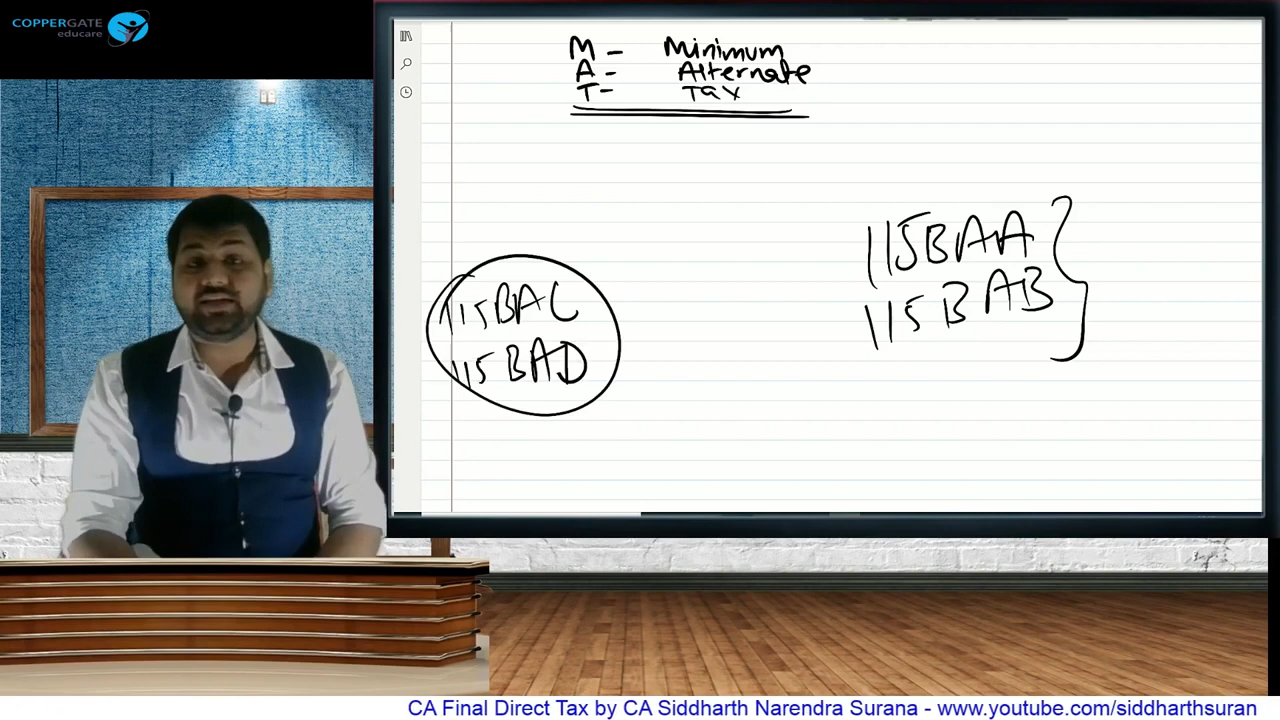 COPPERGATE
educare
M - Minimum
A - Alternate
T- Tax
115BAA
115BAB
115BAC
115BAD
CA Final Direct Tax by CA Siddharth Narendra Surana - www.youtube.com/siddharthsuran